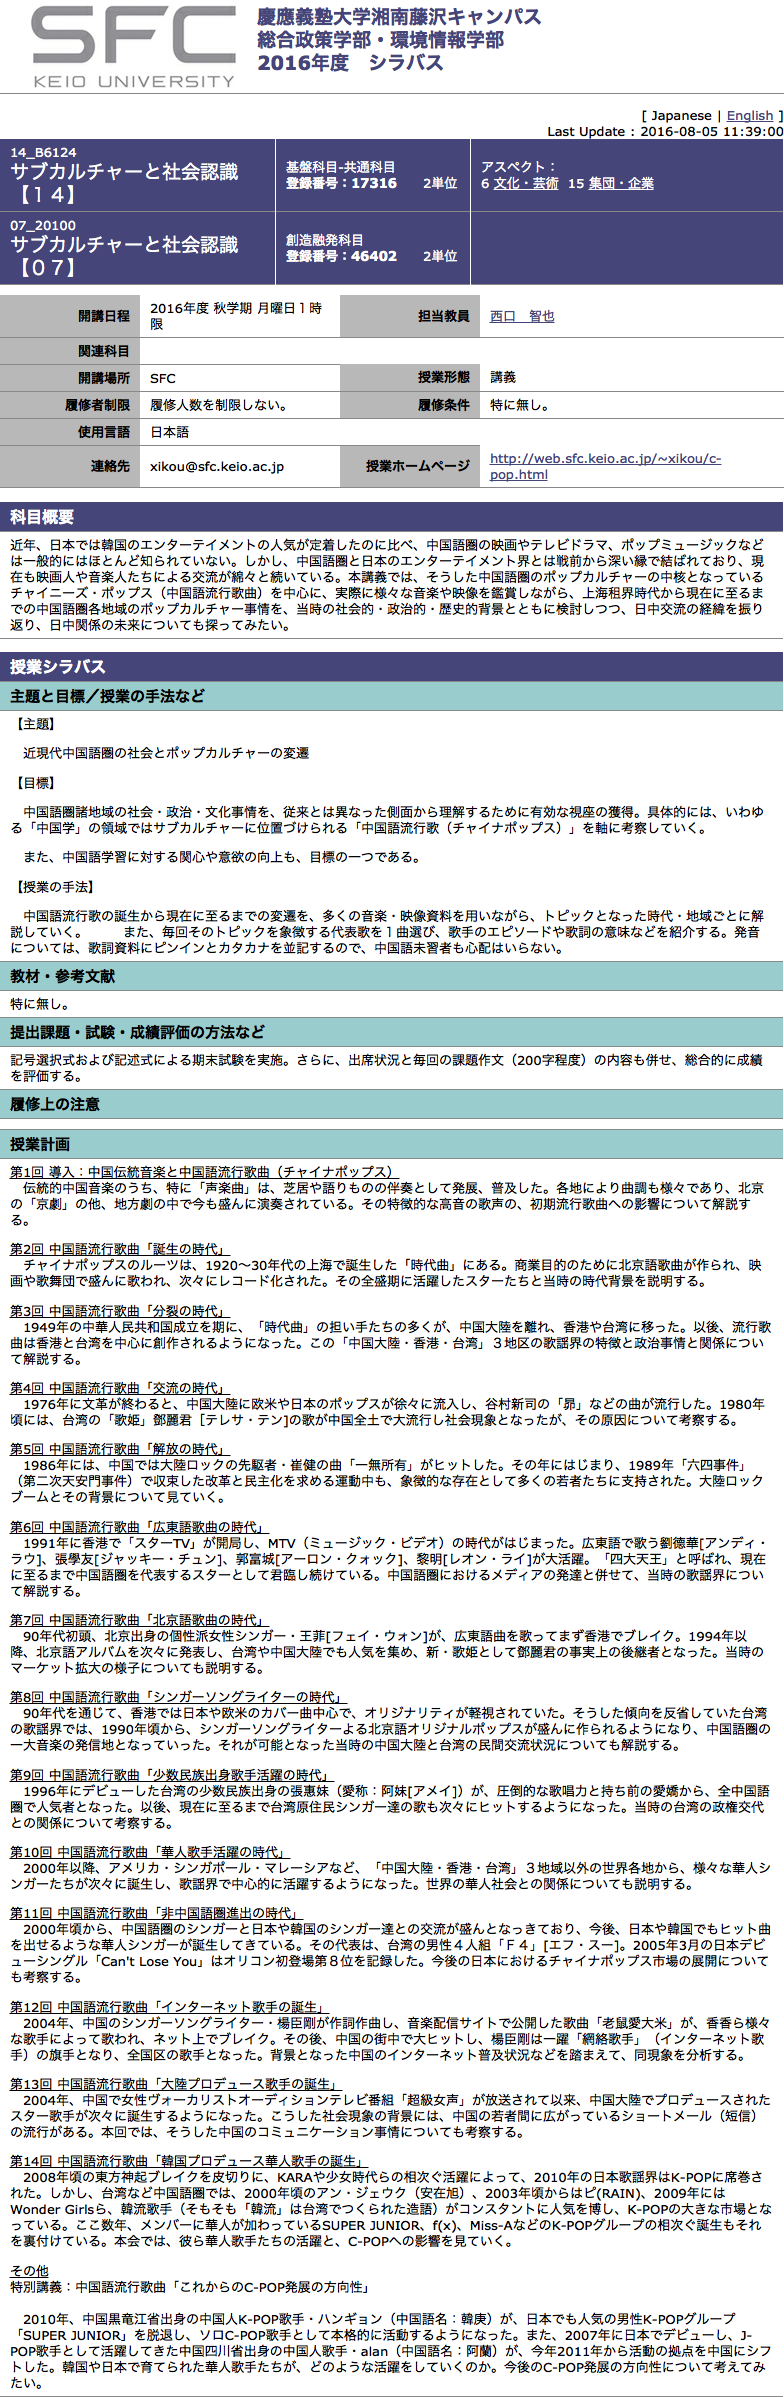 SFC
KEIO UNIVERSITY
慶應義塾大学湘南藤沢キャンパス
総合政策学部・環境情報学部
2016年度　シラバス
[ Japanese | English ]
Last Update : 2016-08-05 11:39:00
14_B6124
サブカルチャーと社会認識
【１４】
基盤科目-共通科目
登録番号：17316　　2単位
アスペクト：
6 文化・芸術 15 集団・企業
07_20100
サブカルチャーと社会認識
【０７】
創造融発科目
登録番号：46402　　2単位
開講日程
2016年度 秋学期 月曜日１時
限
担当教員
西口　智也
関連科目
開講場所
SFC
授業形態
講義
履修者制限
履修人数を制限しない。
履修条件
特に無し。
使用言語
日本語
連絡先
xikou@sfc.keio.ac.jp
授業ホームページ
http://web.sfc.keio.ac.jp/~xikou/c-
pop.html
科目概要
近年、日本では韓国のエンターテイメントの人気が定着したのに比べ、中国語圏の映画やテレビドラマ、ポップミュージックなど
は一般的にはほとんど知られていない。しかし、中国語圏と日本のエンターテイメント界とは戦前から深い縁で結ばれており、現
在も映画人や音楽人たちによる交流が綿々と続いている。本講義では、そうした中国語圏のポップカルチャーの中核となっている
チャイニーズ・ポップス（中国語流行歌曲）を中心に、実際に様々な音楽や映像を鑑賞しながら、上海租界時代から現在に至るま
での中国語圏各地域のポップカルチャー事情を、当時の社会的・政治的・歴史的背景とともに検討しつつ、日中交流の経緯を振り
返り、日中関係の未来についても探ってみたい。
授業シラバス
主題と目標／授業の手法など
【主題】
近現代中国語圏の社会とポップカルチャーの変遷
【目標】
中国語圏諸地域の社会・政治・文化事情を、従来とは異なった側面から理解するために有効な視座の獲得。具体的には、いわゆ
る「中国学」の領域ではサブカルチャーに位置づけられる「中国語流行歌（チャイナポップス）」を軸に考察していく。
また、中国語学習に対する関心や意欲の向上も、目標の一つである。
【授業の手法】
中国語流行歌の誕生から現在に至るまでの変遷を、多くの音楽・映像資料を用いながら、トピックとなった時代・地域ごとに解
説していく。　　　また、毎回そのトピックを象徴する代表歌を１曲選び、歌手のエピソードや歌詞の意味などを紹介する。発音
については、歌詞資料にピンインとカタカナを並記するので、中国語未習者も心配はいらない。
教材・参考文献
特に無し。
提出課題・試験・成績評価の方法など
記号選択式および記述式による期末試験を実施。さらに、出席状況と毎回の課題作文（200字程度）の内容も併せ、総合的に成績
を評価する。
履修上の注意
授業計画
第1回 導入：中国伝統音楽と中国語流行歌曲（チャイナポップス）
伝統的中国音楽のうち、特に「声楽曲」は、芝居や語りものの伴奏として発展、普及した。各地により曲調も様々であり、北京
の「京劇」の他、地方劇の中で今も盛んに演奏されている。その特徴的な高音の歌声の、初期流行歌曲への影響について解説す
る。
第2回 中国語流行歌曲「誕生の時代」
チャイナポップスのルーツは、1920～30年代の上海で誕生した「時代曲」にある。商業目的のために北京語歌曲が作られ、映
画や歌舞団で盛んに歌われ、次々にレコード化された。その全盛期に活躍したスターたちと当時の時代背景を説明する。
第3回 中国語流行歌曲「分裂の時代」
1949年の中華人民共和国成立を期に、「時代曲」の担い手たちの多くが、中国大陸を離れ、香港や台湾に移った。以後、流行歌
曲は香港と台湾を中心に創作されるようになった。この「中国大陸・香港・台湾」３地区の歌謡界の特徴と政治事情と関係につい
て解説する。
第4回 中国語流行歌曲「交流の時代」
1976年に文革が終わると、中国大陸に欧米や日本のポップスが徐々に流入し、谷村新司の「昴」などの曲が流行した。1980年
頃には、台湾の「歌姫」鄧麗君［テレサ・テン]の歌が中国全土で大流行し社会現象となったが、その原因について考察する。
第5回 中国語流行歌曲「解放の時代」
1986年には、中国では大陸ロックの先駆者・崔健の曲「一無所有」がヒットした。その年にはじまり、1989年「六四事件」
（第二次天安門事件）で収束した改革と民主化を求める運動中も、象徴的な存在として多くの若者たちに支持された。大陸ロック
ブームとその背景について見ていく。
第6回 中国語流行歌曲「広東語歌曲の時代」
1991年に香港で「スターTV」が開局し、MTV（ミュージック・ビデオ）の時代がはじまった。広東語で歌う劉德華[アンディ・
ラウ]、張學友[ジャッキー・チュン]、郭富城[アーロン・クォック]、黎明[レオン・ライ]が大活躍。「四大天王」と呼ばれ、現在
に至るまで中国語圏を代表するスターとして君臨し続けている。中国語圏におけるメディアの発達と併せて、当時の歌謡界につい
て解説する。
第7回 中国語流行歌曲「北京語歌曲の時代」
90年代初頭、北京出身の個性派女性シンガー・王菲[フェイ・ウォン]が、広東語曲を歌ってまず香港でブレイク。1994年以
降、北京語アルバムを次々に発表し、台湾や中国大陸でも人気を集め、新・歌姫として鄧麗君の事実上の後継者となった。当時の
マーケット拡大の様子についても説明する。
第8回 中国語流行歌曲「シンガーソングライターの時代」
90年代を通じて、香港では日本や欧米のカバー曲中心で、オリジナリティが軽視されていた。そうした傾向を反省していた台湾
の歌謡界では、1990年頃から、シンガーソングライターよる北京語オリジナルポップスが盛んに作られるようになり、中国語圏の
一大音楽の発信地となっていった。それが可能となった当時の中国大陸と台湾の民間交流状況についても解説する。
第9回 中国語流行歌曲「少数民族出身歌手活躍の時代」
1996年にデビューした台湾の少数民族出身の張惠妹（愛称：阿妹[アメイ]）が、圧倒的な歌唱力と持ち前の愛嬌から、全中国語
圏で人気者となった。以後、現在に至るまで台湾原住民シンガー達の歌も次々にヒットするようになった。当時の台湾の政権交代
との関係について考察する。
第10回 中国語流行歌曲「華人歌手活躍の時代」
2000年以降、アメリカ・シンガポール・マレーシアなど、「中国大陸・香港・台湾」３地域以外の世界各地から、様々な華人シ
ンガーたちが次々に誕生し、歌謡界で中心的に活躍するようになった。世界の華人社会との関係についても説明する。
第11回 中国語流行歌曲「非中国語圏進出の時代」
2000年頃から、中国語圏のシンガーと日本や韓国のシンガー達との交流が盛んとなっきており、今後、日本や韓国でもヒット曲
を出せるような華人シンガーが誕生してきている。その代表は、台湾の男性４人組「Ｆ４」[エフ・スー]。2005年3月の日本デビ
ューシングル「Can't Lose You」はオリコン初登場第８位を記録した。今後の日本におけるチャイナポップス市場の展開について
も考察する。
第12回 中国語流行歌曲「インターネット歌手の誕生」
2004年、中国のシンガーソングライター・楊臣剛が作詞作曲し、音楽配信サイトで公開した歌曲「老鼠愛大米」が、香香ら様々
な歌手によって歌われ、ネット上でブレイク。その後、中国の街中で大ヒットし、楊臣剛は一躍「網絡歌手」（インターネット歌
手）の旗手となり、全国区の歌手となった。背景となった中国のインターネット普及状況などを踏まえて、同現象を分析する。
第13回 中国語流行歌曲「大陸プロデュース歌手の誕生」
2004年、中国で女性ヴォーカリストオーディションテレビ番組「超級女声」が放送されて以来、中国大陸でプロデュースされた
スター歌手が次々に誕生するようになった。こうした社会現象の背景には、中国の若者間に広がっているショートメール（短信）
の流行がある。本回では、そうした中国のコミュニケーション事情についても考察する。
第14回 中国語流行歌曲「韓国プロデュース華人歌手の誕生」
2008年頃の東方神起ブレイクを皮切りに、KARAや少女時代らの相次ぐ活躍によって、2010年の日本歌謡界はK-POPに席巻さ
れた。しかし、台湾など中国語圏では、2000年頃のアン・ジェウク（安在旭）、2003年頃からはピ(RAIN)、2009年には
Wonder Girlsら、韓流歌手（そもそも「韓流」は台湾でつくられた造語）がコンスタントに人気を博し、K-POPの大きな市場とな
っている。ここ数年、メンバーに華人が加わっているSUPER JUNIOR、f(x)、Miss-AなどのK-POPグループの相次ぐ誕生もそれ
を裏付けている。本会では、彼ら華人歌手たちの活躍と、C-POPへの影響を見ていく。
その他
特別講義：中国語流行歌曲「これからのC-POP発展の方向性」
2010年、中国黒竜江省出身の中国人K-POP歌手・ハンギョン（中国語名：韓庚）が、日本でも人気の男性K-POPグループ
「SUPER JUNIOR」を脱退し、ソロC-POP歌手として本格的に活動するようになった。また、2007年に日本でデビューし、J-
POP歌手として活躍してきた中国四川省出身の中国人歌手・alan（中国語名：阿蘭）が、今年2011年から活動の拠点を中国にシフ
トした。韓国や日本で育てられた華人歌手たちが、どのような活躍をしていくのか。今後のC-POP発展の方向性について考えてみ
たい。